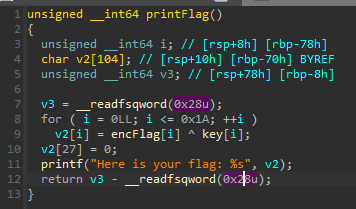 1 unsigned __int64 printFlag()
2 {
3 unsigned __int64 i; // [rsp+8h] [rbp-78h]
4 char v2[104]; // [rsp+10h] [rbp-70h] BYREF
5 unsigned __int64 v3; // [rsp+78h] [rbp-8h]
6
7 v3 = __readfsqword(0x28u);
8 for ( i = 0LL; i <= 0x1A; ++i )
9 v2[i] = encFlag[i] ^ key[i];
10 v2[27] = 0;
11 printf("Here is your flag: %s", v2);
12 return v3 - __readfsqword(0x28u);
13 }